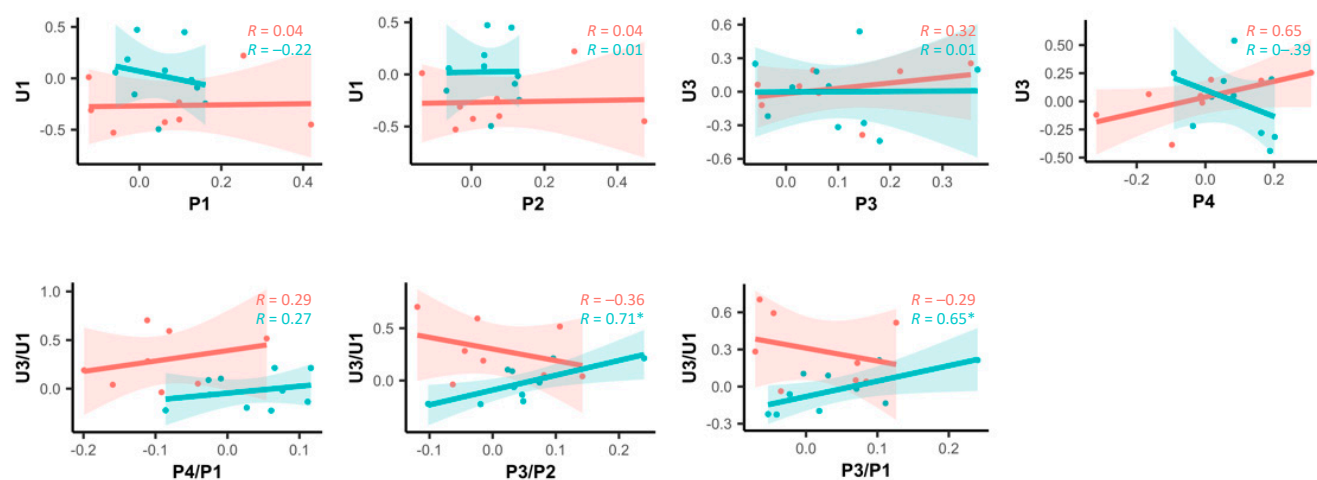 R = 0.04
R = −0.22
0.5
0.0
-0.5
U1
0.0 0.2 0.4
P1
R = 0.04
R = 0.01
0.5
0.0
-0.5
U1
0.0 0.2 0.4
P2
R = 0.32
R = 0.01
0.6
0.3
0.0
-0.3
-0.6
U3
0.0 0.1 0.2 0.3
P3
R = 0.65
R = 0−.39
0.50
0.25
0.00
-0.25
-0.50
U3
-0.2 0.0 0.2
P4
R = 0.29
R = 0.27
1.0
0.5
0.0
U3/U1
-0.2 -0.1 0.0 0.1
P4/P1
R = −0.36
R = 0.71*
0.5
0.0
U3/U1
-0.1 0.0 0.1 0.2
P3/P2
R = −0.29
R = 0.65*
0.6
0.3
0.0
-0.3
U3/U1
0.0 0.1 0.2
P3/P1